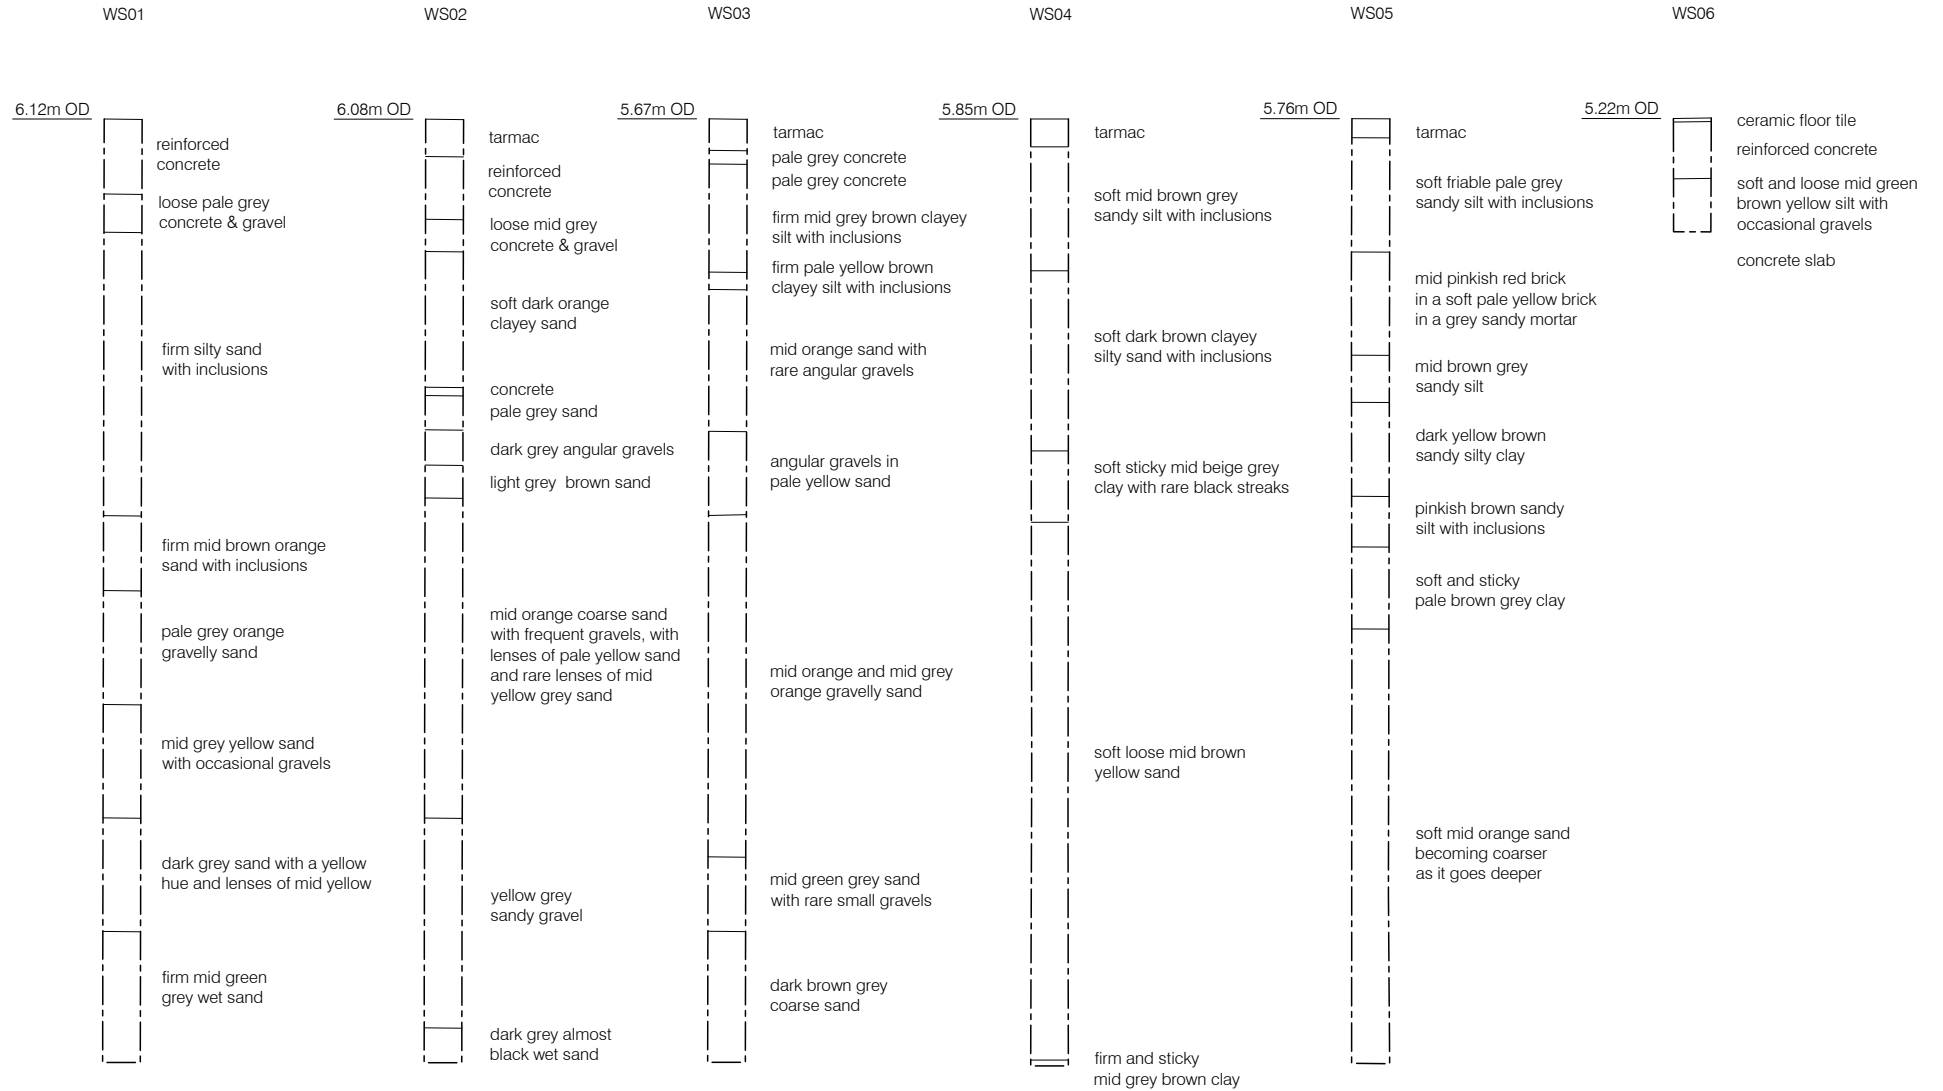 WS01
WS02
WS03
WS04
WS05
WS06
6.12m OD
reinforced
concrete
loose pale grey
concrete & gravel
firm silty sand
with inclusions
firm mid brown orange
sand with inclusions
pale grey orange
gravelly sand
mid grey yellow sand
with occasional gravels
dark grey sand with a yellow
hue and lenses of mid yellow
firm mid green
grey wet sand
6.08m OD
tarmac
reinforced
concrete
loose mid grey
concrete & gravel
soft dark orange
clayey sand
concrete
pale grey sand
dark grey angular gravels
light grey brown sand
mid orange coarse sand
with frequent gravels, with
lenses of pale yellow sand
and rare lenses of mid
yellow grey sand
yellow grey
sandy gravel
dark grey almost
black wet sand
5.67m OD
tarmac
pale grey concrete
pale grey concrete
firm mid grey brown clayey
silt with inclusions
firm pale yellow brown
clayey silt with inclusions
mid orange sand with
rare angular gravels
angular gravels in
pale yellow sand
mid orange and mid grey
orange gravelly sand
mid green grey sand
with rare small gravels
dark brown grey
coarse sand
5.85m OD
tarmac
soft mid brown grey
sandy silt with inclusions
soft dark brown clayey
silty sand with inclusions
soft sticky mid beige grey
clay with rare black streaks
soft loose mid brown
yellow sand
firm and sticky
mid grey brown clay
5.76m OD
tarmac
soft friable pale grey
sandy silt with inclusions
mid pinkish red brick
in a soft pale yellow brick
in a grey sandy mortar
mid brown grey
sandy silt
dark yellow brown
sandy silty clay
pinkish brown sandy
silt with inclusions
soft and sticky
pale brown grey clay
soft mid orange sand
becoming coarser
as it goes deeper
5.22m OD
ceramic floor tile
reinforced concrete
soft and loose mid green
brown yellow silt with
occasional gravels
concrete slab